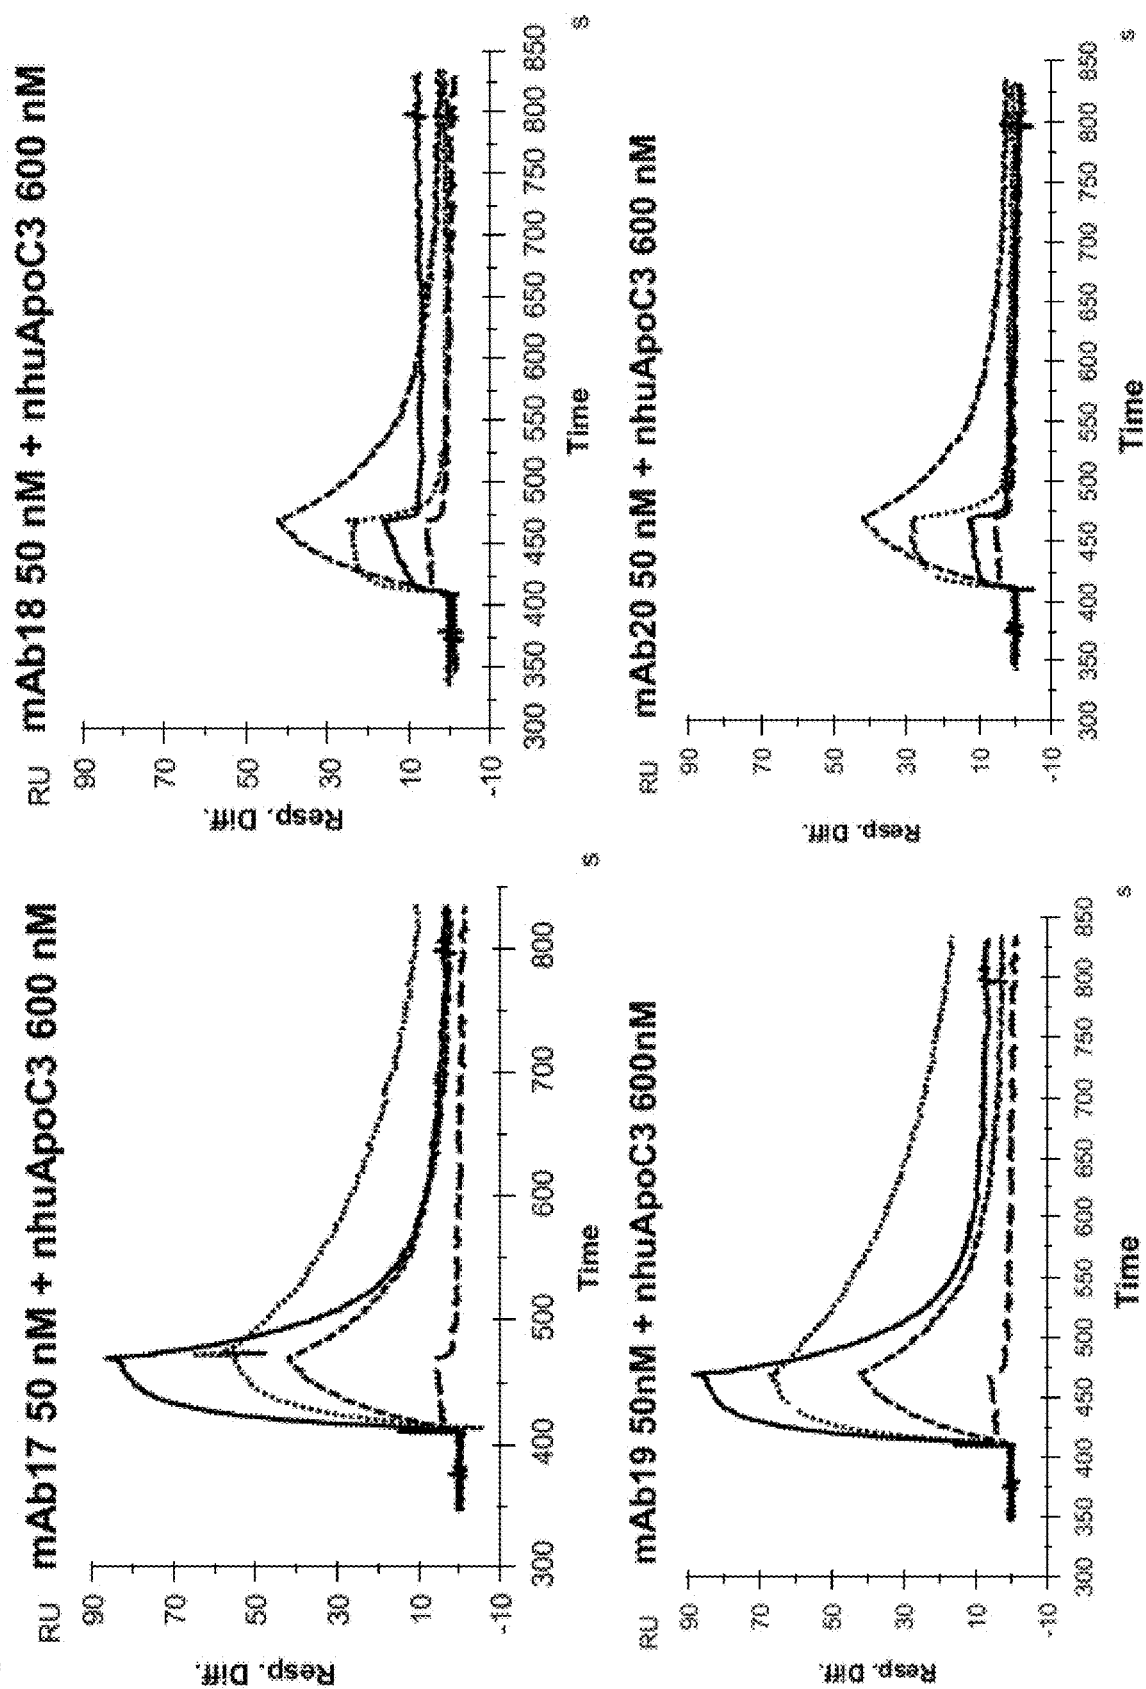 mAb17 50 nM + nhuApoC3 600 nM
RU
90
70
50
30
10
-10
Resp. Diff.
300 400 500 600 700 800
Time
s
mAb18 50 nM + nhuApoC3 600 nM
RU
90
70
50
30
10
-10
Resp. Diff.
300 350 400 450 500 550 600 650 700 750 800 850
Time
s
mAb19 50nM + nhuApoC3 600nM
RU
90
70
50
30
10
-10
Resp. Diff.
300 350 400 450 500 550 600 650 700 750 800 850
Time
s
mAb20 50 nM + nhuApoC3 600 nM
RU
90
70
50
30
10
-10
Resp. Diff.
300 350 400 450 500 550 600 650 700 750 800 850
Time
s